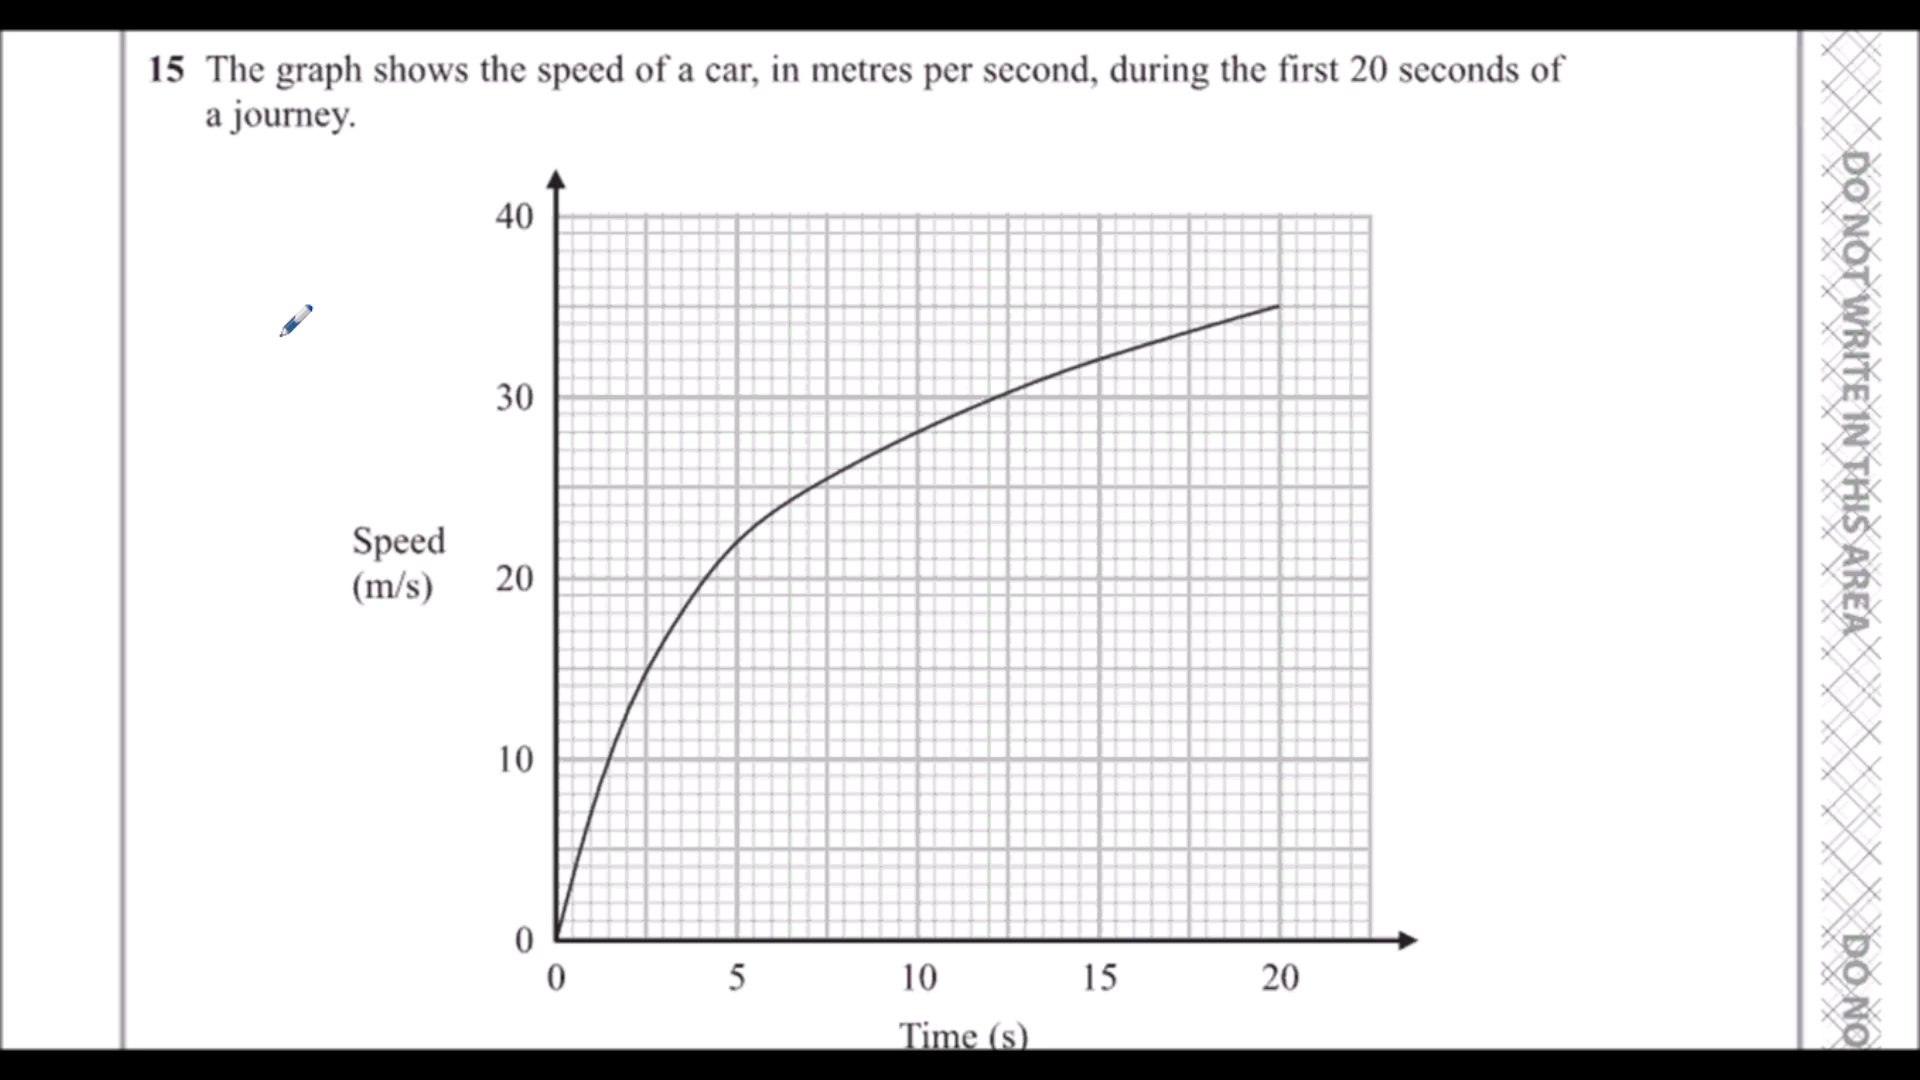 15 The graph shows the speed of a car, in metres per second, during the first 20 seconds of
a journey.
40
30
Speed
(m/s)
20
10
0
0 5 10 15 20
Time (s)
DO NOT WRITE IN THIS AREA
DO NO